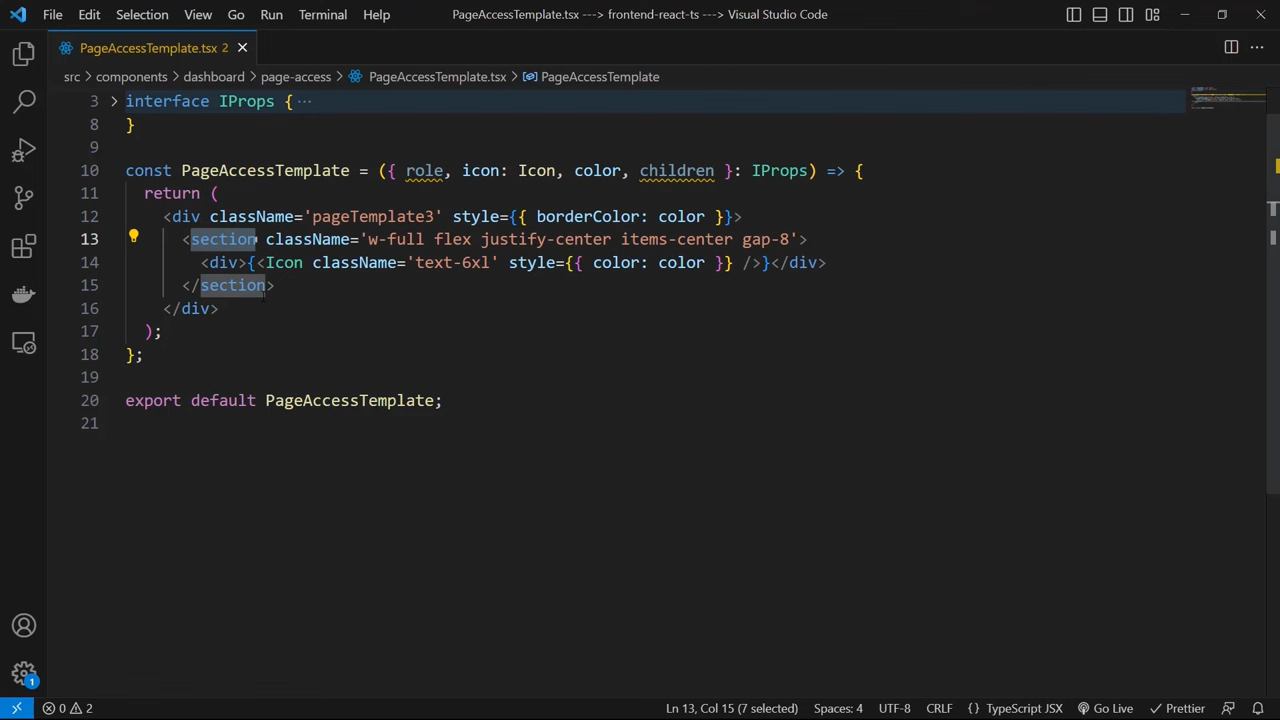 File Edit Selection View Go Run Terminal Help PageAccessTemplate.tsx ---> frontend-react-ts ---> Visual Studio Code
PageAccessTemplate.tsx 2
src > components > dashboard > page-access > PageAccessTemplate.tsx > PageAccessTemplate
3 interface IProps { ···
8 }
9
10 const PageAccessTemplate = ({ role, icon: Icon, color, children }: IProps) => {
11 return (
12 <div className='pageTemplate3' style={{ borderColor: color }}>
13 <section className='w-full flex justify-center items-center gap-8'>
14 <div>{<Icon className='text-6xl' style={{ color: color }} />}</div>
15 </section>
16 </div>
17 );
18 };
19
20 export default PageAccessTemplate;
21
1
0 2 Ln 13, Col 15 (7 selected) Spaces: 4 UTF-8 CRLF { } TypeScript JSX Go Live Prettier